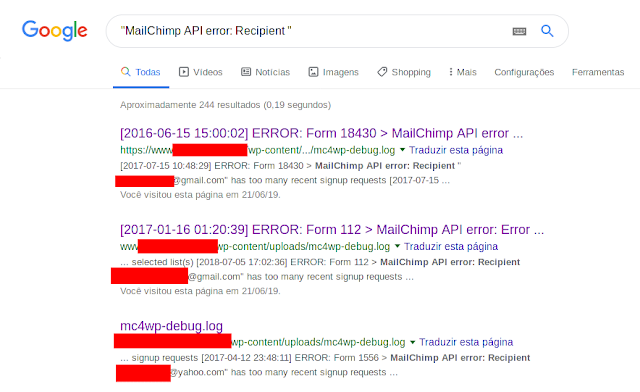 Google
"MailChimp API error: Recipient "
Todas Vídeos Notícias Imagens Shopping Mais Configurações Ferramentas
Aproximadamente 244 resultados (0,19 segundos)
[2016-06-15 15:00:02] ERROR: Form 18430 > MailChimp API error ...
https://www wp-content/.../mc4wp-debug.log ▼ Traduzir esta página
[2017-07-15 10:48:29] ERROR: Form 18430 > MailChimp API error: Recipient "
@gmail.com" has too many recent signup requests [2017-07-15 ...
Você visitou esta página em 21/06/19.
[2017-01-16 01:20:39] ERROR: Form 112 > MailChimp API error: Error ...
www wp-content/uploads/mc4wp-debug.log ▼ Traduzir esta página
... selected list(s) [2018-07-05 17:02:36] ERROR: Form 112 > MailChimp API error: Recipient
@gmail.com" has too many recent signup requests ...
Você visitou esta página em 21/06/19.
mc4wp-debug.log
wp-content/uploads/mc4wp-debug.log ▼ Traduzir esta página
... signup requests [2017-04-12 23:48:11] ERROR: Form 1556 > MailChimp API error: Recipient
@yahoo.com" has too many recent signup requests ...